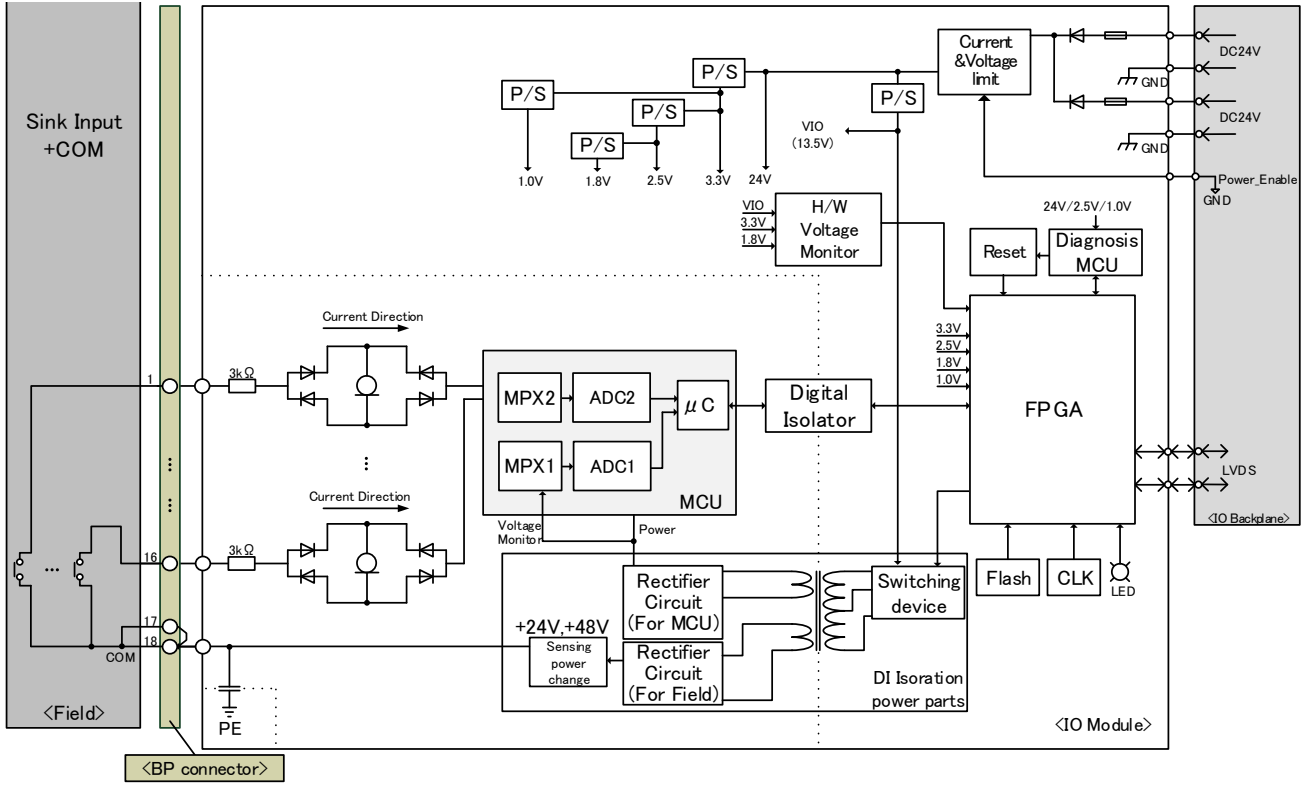 Sink Input
+COM
<Field>
<BP connector>
1
⋮
16
17
18
COM
PE
3kΩ
Current Direction
⋮
Current Direction
3kΩ
P/S
P/S
P/S
P/S
P/S
1.0V
1.8V
2.5V
3.3V
24V
VIO
(13.5V)
Current
&Voltage
limit
DC24V
GND
DC24V
GND
Power_Enable
GND
VIO
3.3V
1.8V
H/W
Voltage
Monitor
24V/2.5V/1.0V
Reset
Diagnosis
MCU
3.3V
2.5V
1.8V
1.0V
FPGA
MPX2
ADC2
μC
MPX1
ADC1
MCU
Digital
Isolator
LVDS
<IO Backplane>
Voltage
Monitor
Power
Flash
CLK
LED
Rectifier
Circuit
(For MCU)
Switching
device
+24V,+48V
Sensing
power
change
Rectifier
Circuit
(For Field)
DI Isoration
power parts
<IO Module>